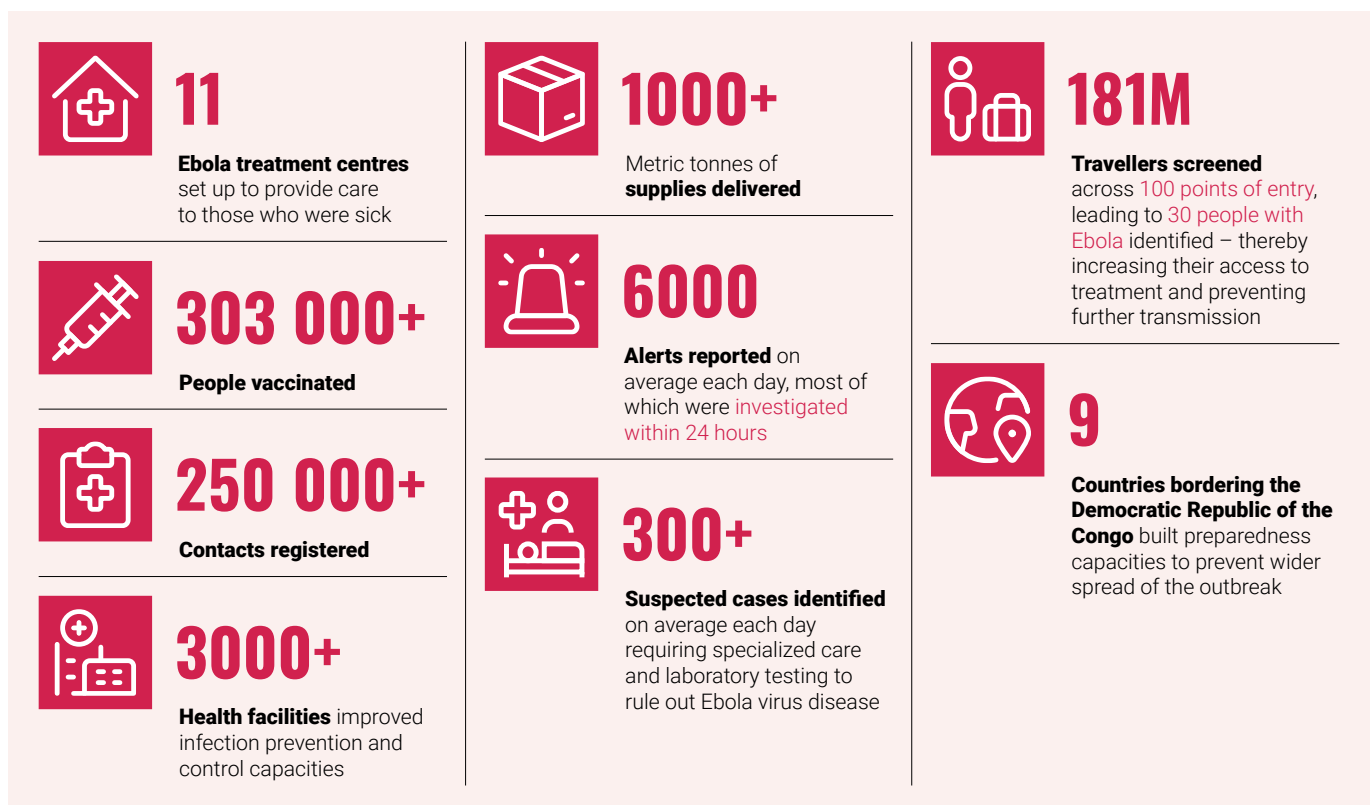 11
Ebola treatment centres
set up to provide care
to those who were sick
303 000+
People vaccinated
250 000+
Contacts registered
3000+
Health facilities improved
infection prevention and
control capacities
1000+
Metric tonnes of
supplies delivered
6000
Alerts reported on
average each day, most of
which were investigated
within 24 hours
300+
Suspected cases identified
on average each day
requiring specialized care
and laboratory testing to
rule out Ebola virus disease
181M
Travellers screened
across 100 points of entry,
leading to 30 people with
Ebola identified – thereby
increasing their access to
treatment and preventing
further transmission
9
Countries bordering the
Democratic Republic of the
Congo built preparedness
capacities to prevent wider
spread of the outbreak